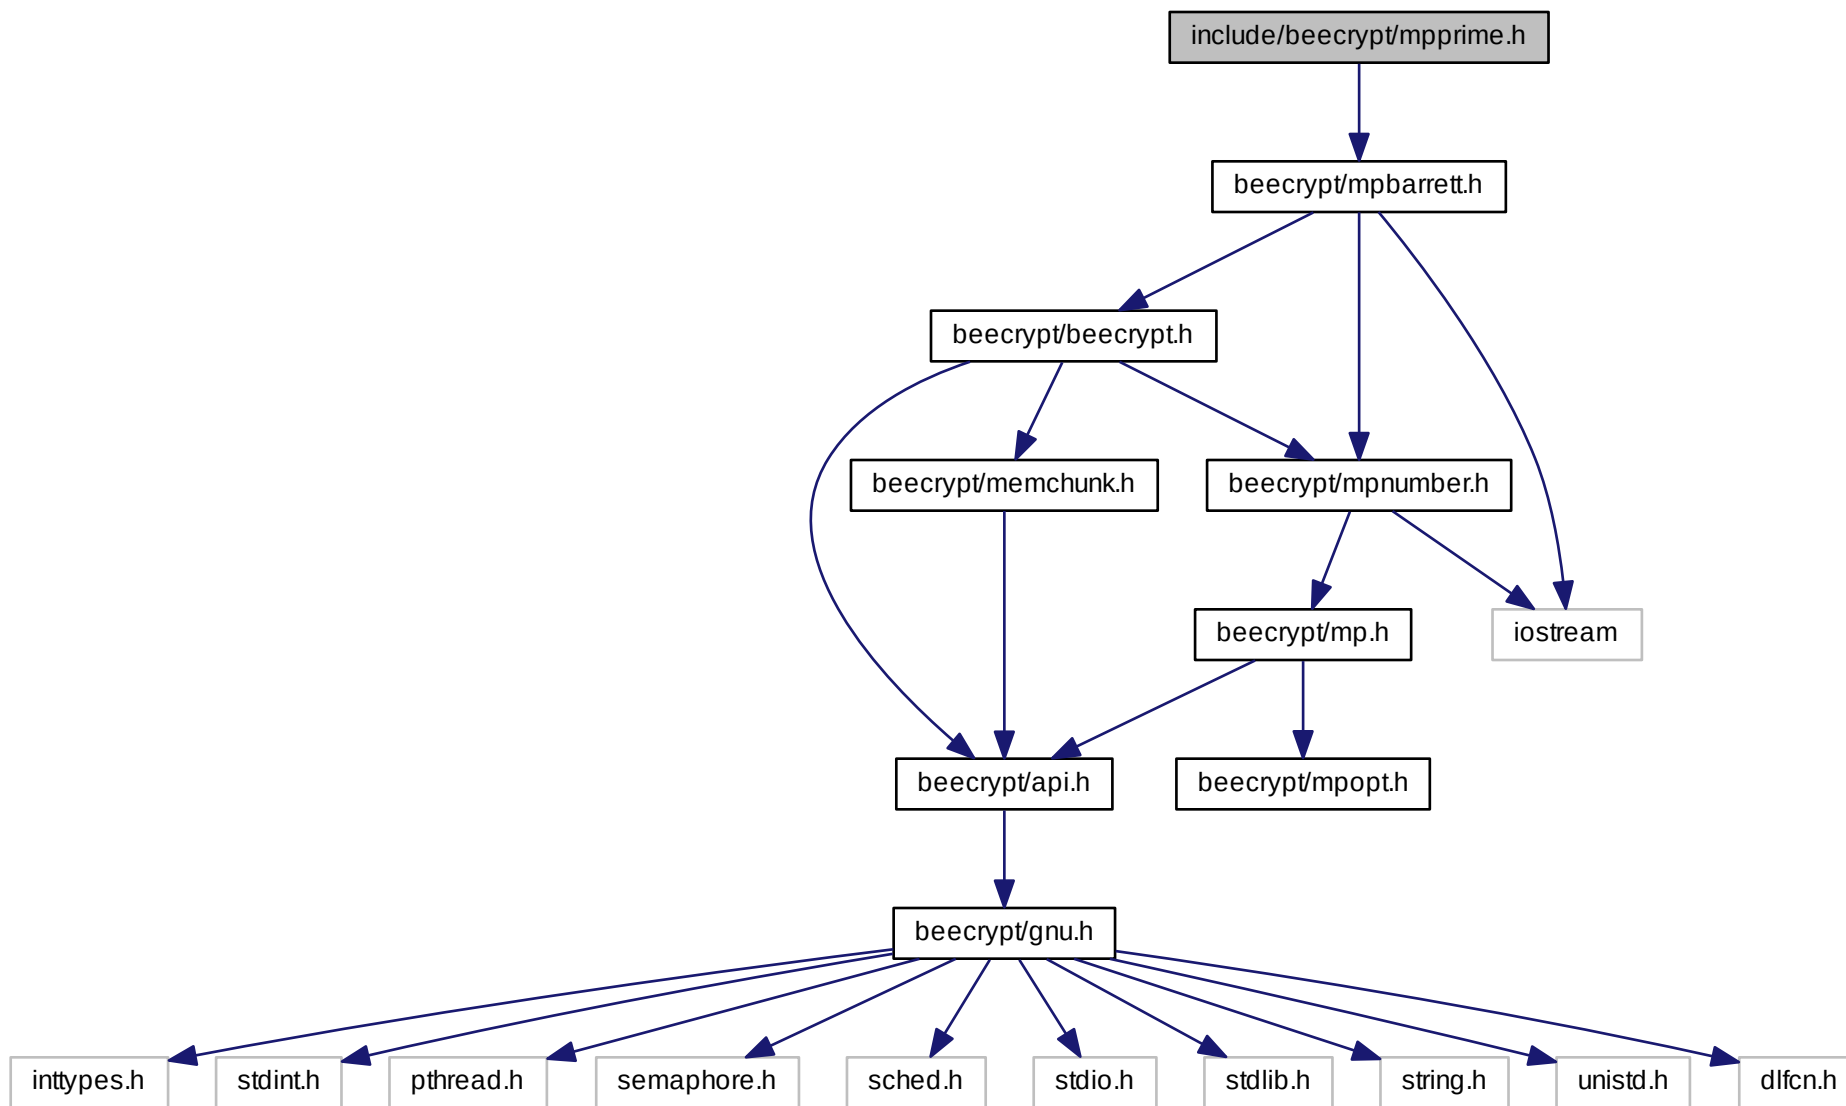 include/beecrypt/mpprime.h
beecrypt/mpbarrett.h
beecrypt/beecrypt.h
beecrypt/memchunk.h
beecrypt/mpnumber.h
beecrypt/mp.h
iostream
beecrypt/api.h
beecrypt/mpopt.h
beecrypt/gnu.h
inttypes.h
stdint.h
pthread.h
semaphore.h
sched.h
stdio.h
stdlib.h
string.h
unistd.h
dlfcn.h